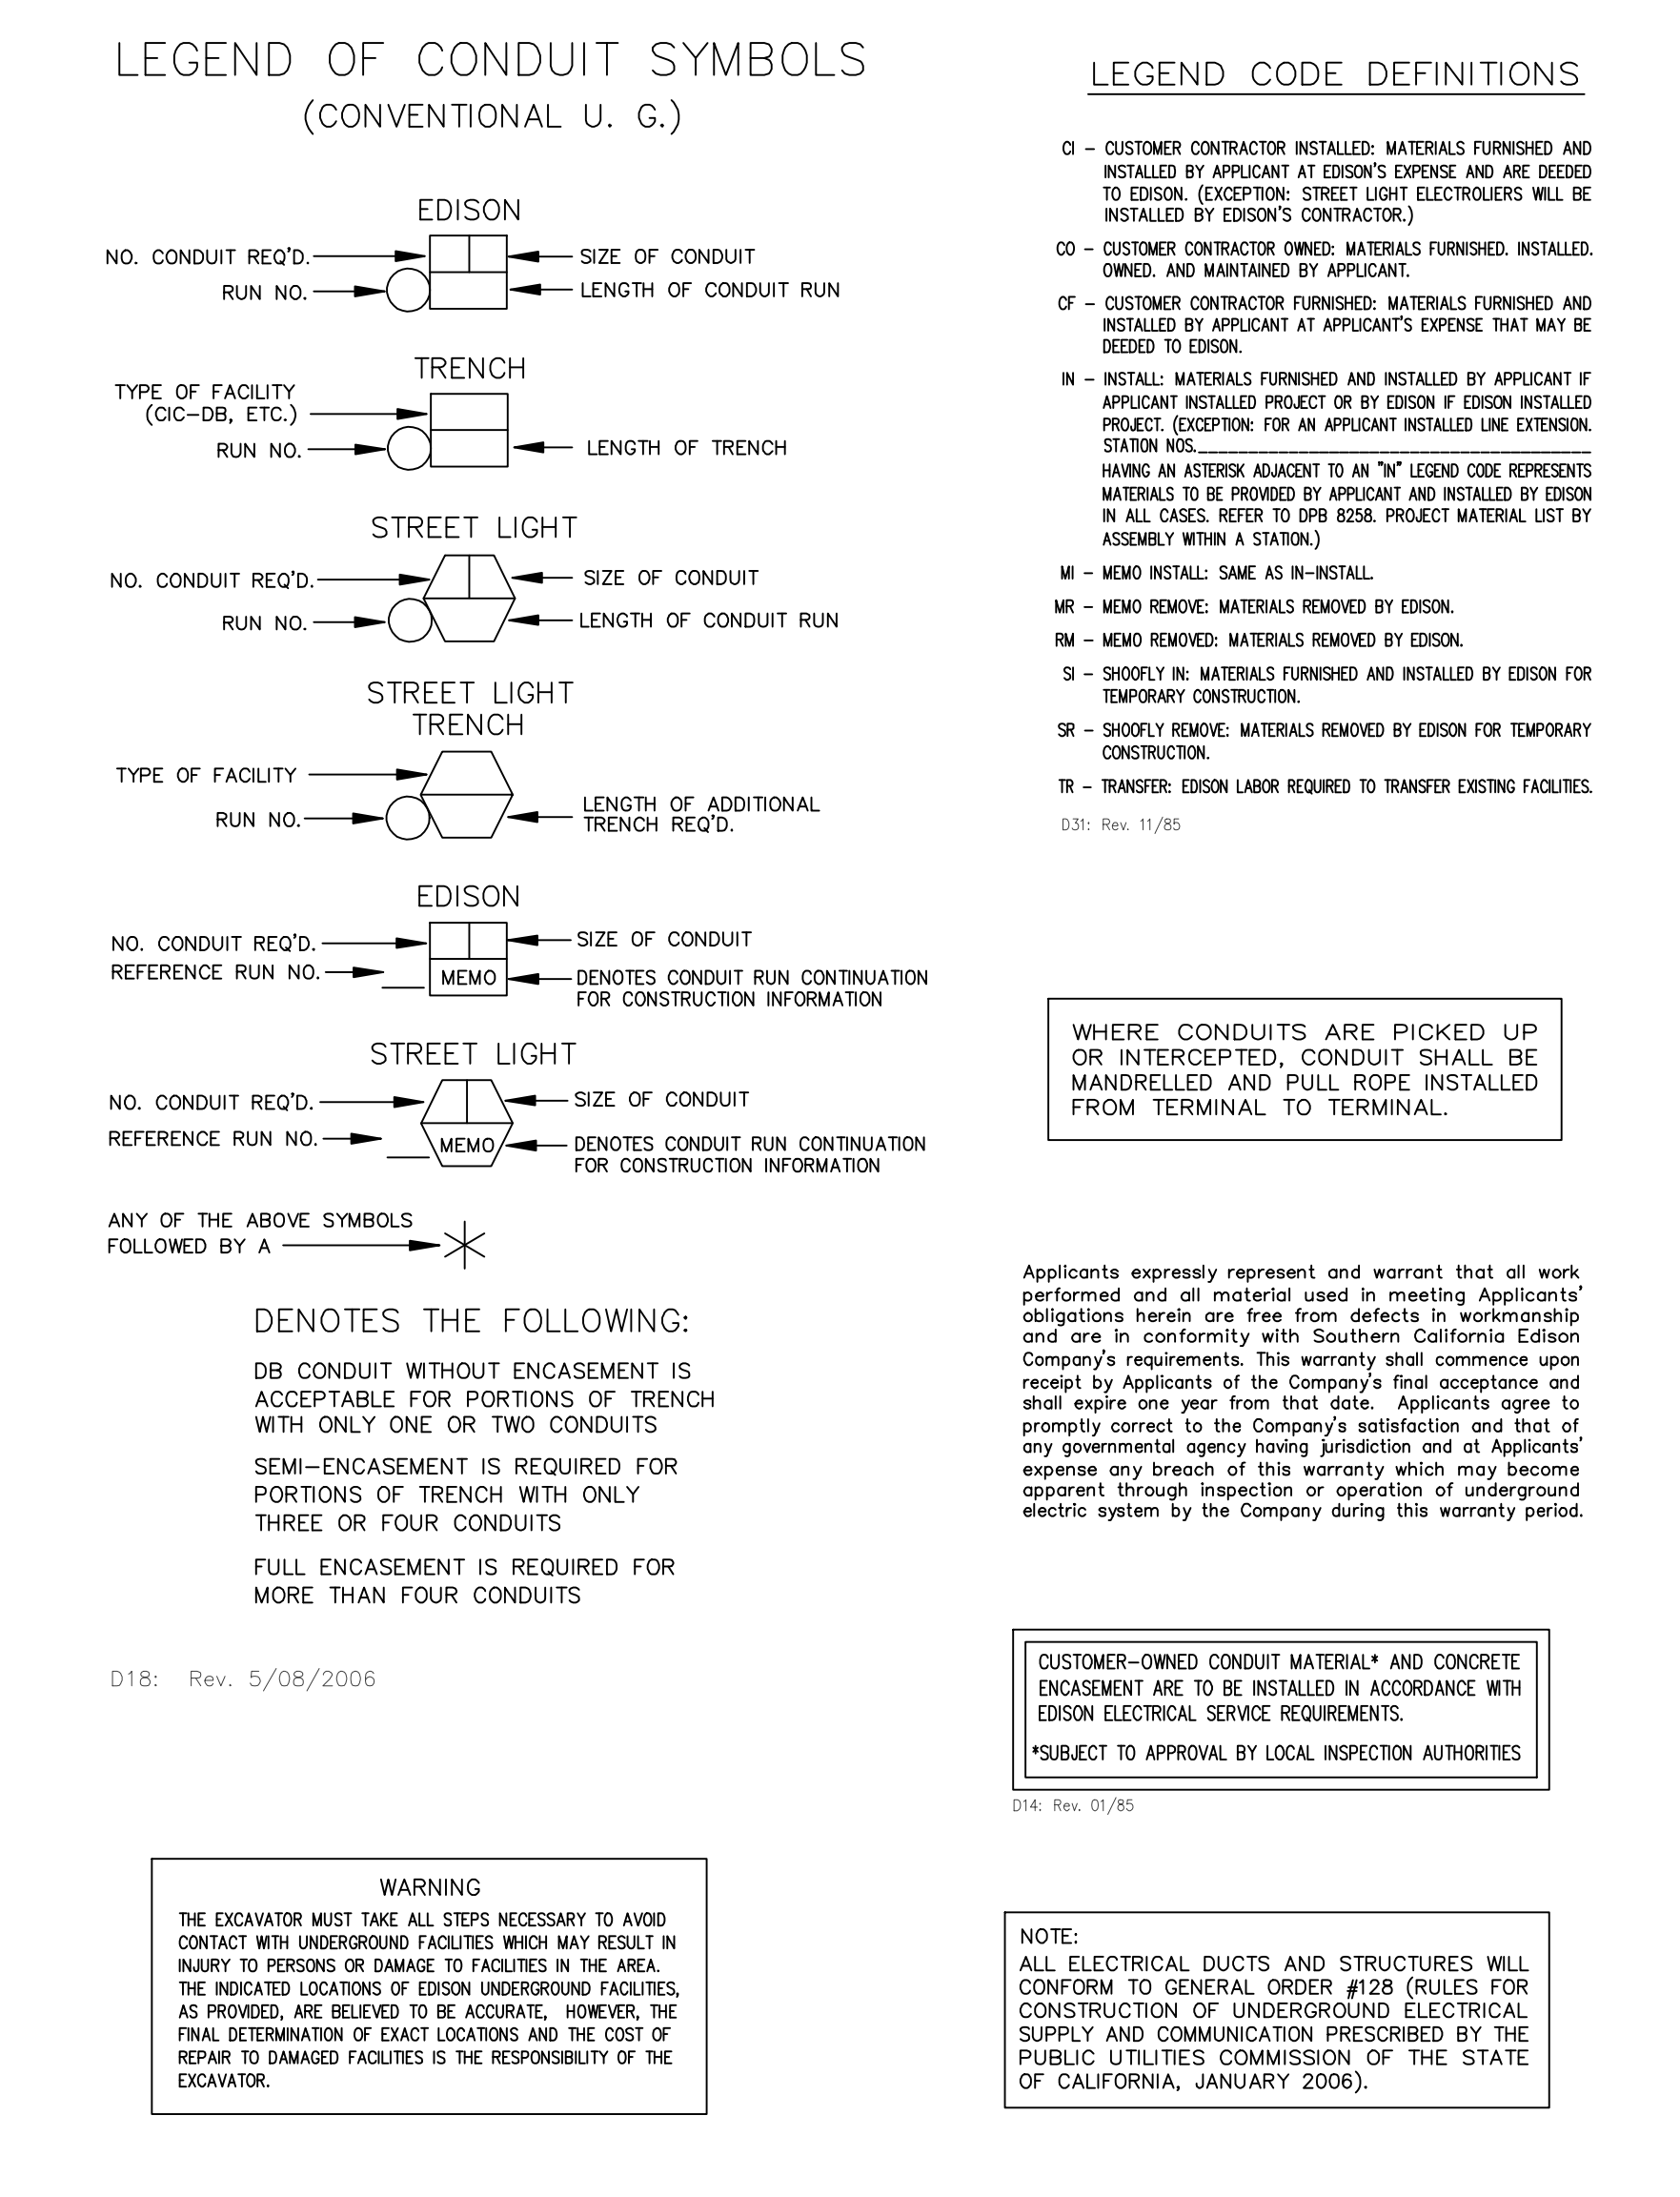 LEGEND OF CONDUIT SYMBOLS
(CONVENTIONAL U. G.)
EDISON
NO. CONDUIT REQ'D.
SIZE OF CONDUIT
RUN NO.
LENGTH OF CONDUIT RUN
TRENCH
TYPE OF FACILITY
(CIC-DB, ETC.)
RUN NO.
LENGTH OF TRENCH
STREET LIGHT
NO. CONDUIT REQ'D.
SIZE OF CONDUIT
RUN NO.
LENGTH OF CONDUIT RUN
STREET LIGHT
TRENCH
TYPE OF FACILITY
RUN NO.
LENGTH OF ADDITIONAL
TRENCH REQ'D.
EDISON
NO. CONDUIT REQ'D.
SIZE OF CONDUIT
REFERENCE RUN NO.
MEMO
DENOTES CONDUIT RUN CONTINUATION
FOR CONSTRUCTION INFORMATION
STREET LIGHT
NO. CONDUIT REQ'D.
SIZE OF CONDUIT
REFERENCE RUN NO.
MEMO
DENOTES CONDUIT RUN CONTINUATION
FOR CONSTRUCTION INFORMATION
ANY OF THE ABOVE SYMBOLS
FOLLOWED BY A
DENOTES THE FOLLOWING:
DB CONDUIT WITHOUT ENCASEMENT IS
ACCEPTABLE FOR PORTIONS OF TRENCH
WITH ONLY ONE OR TWO CONDUITS
SEMI-ENCASEMENT IS REQUIRED FOR
PORTIONS OF TRENCH WITH ONLY
THREE OR FOUR CONDUITS
FULL ENCASEMENT IS REQUIRED FOR
MORE THAN FOUR CONDUITS
D18: Rev. 5/08/2006
WARNING
THE EXCAVATOR MUST TAKE ALL STEPS NECESSARY TO AVOID
CONTACT WITH UNDERGROUND FACILITIES WHICH MAY RESULT IN
INJURY TO PERSONS OR DAMAGE TO FACILITIES IN THE AREA.
THE INDICATED LOCATIONS OF EDISON UNDERGROUND FACILITIES,
AS PROVIDED, ARE BELIEVED TO BE ACCURATE, HOWEVER, THE
FINAL DETERMINATION OF EXACT LOCATIONS AND THE COST OF
REPAIR TO DAMAGED FACILITIES IS THE RESPONSIBILITY OF THE
EXCAVATOR.
LEGEND CODE DEFINITIONS
CI - CUSTOMER CONTRACTOR INSTALLED: MATERIALS FURNISHED AND
INSTALLED BY APPLICANT AT EDISON'S EXPENSE AND ARE DEEDED
TO EDISON. (EXCEPTION: STREET LIGHT ELECTROLIERS WILL BE
INSTALLED BY EDISON'S CONTRACTOR.)
CO - CUSTOMER CONTRACTOR OWNED: MATERIALS FURNISHED. INSTALLED.
OWNED. AND MAINTAINED BY APPLICANT.
CF - CUSTOMER CONTRACTOR FURNISHED: MATERIALS FURNISHED AND
INSTALLED BY APPLICANT AT APPLICANT'S EXPENSE THAT MAY BE
DEEDED TO EDISON.
IN - INSTALL: MATERIALS FURNISHED AND INSTALLED BY APPLICANT IF
APPLICANT INSTALLED PROJECT OR BY EDISON IF EDISON INSTALLED
PROJECT. (EXCEPTION: FOR AN APPLICANT INSTALLED LINE EXTENSION.
STATION NOS.________________________________________
HAVING AN ASTERISK ADJACENT TO AN "IN" LEGEND CODE REPRESENTS
MATERIALS TO BE PROVIDED BY APPLICANT AND INSTALLED BY EDISON
IN ALL CASES. REFER TO DPB 8258. PROJECT MATERIAL LIST BY
ASSEMBLY WITHIN A STATION.)
MI - MEMO INSTALL: SAME AS IN-INSTALL.
MR - MEMO REMOVE: MATERIALS REMOVED BY EDISON.
RM - MEMO REMOVED: MATERIALS REMOVED BY EDISON.
SI - SHOOFLY IN: MATERIALS FURNISHED AND INSTALLED BY EDISON FOR
TEMPORARY CONSTRUCTION.
SR - SHOOFLY REMOVE: MATERIALS REMOVED BY EDISON FOR TEMPORARY
CONSTRUCTION.
TR - TRANSFER: EDISON LABOR REQUIRED TO TRANSFER EXISTING FACILITIES.
D31: Rev. 11/85
WHERE CONDUITS ARE PICKED UP
OR INTERCEPTED, CONDUIT SHALL BE
MANDRELLED AND PULL ROPE INSTALLED
FROM TERMINAL TO TERMINAL.
Applicants expressly represent and warrant that all work
performed and all material used in meeting Applicants'
obligations herein are free from defects in workmanship
and are in conformity with Southern California Edison
Company's requirements. This warranty shall commence upon
receipt by Applicants of the Company's final acceptance and
shall expire one year from that date. Applicants agree to
promptly correct to the Company's satisfaction and that of
any governmental agency having jurisdiction and at Applicants'
expense any breach of this warranty which may become
apparent through inspection or operation of underground
electric system by the Company during this warranty period.
CUSTOMER-OWNED CONDUIT MATERIAL* AND CONCRETE
ENCASEMENT ARE TO BE INSTALLED IN ACCORDANCE WITH
EDISON ELECTRICAL SERVICE REQUIREMENTS.
*SUBJECT TO APPROVAL BY LOCAL INSPECTION AUTHORITIES
D14: Rev. 01/85
NOTE:
ALL ELECTRICAL DUCTS AND STRUCTURES WILL
CONFORM TO GENERAL ORDER #128 (RULES FOR
CONSTRUCTION OF UNDERGROUND ELECTRICAL
SUPPLY AND COMMUNICATION PRESCRIBED BY THE
PUBLIC UTILITIES COMMISSION OF THE STATE
OF CALIFORNIA, JANUARY 2006).